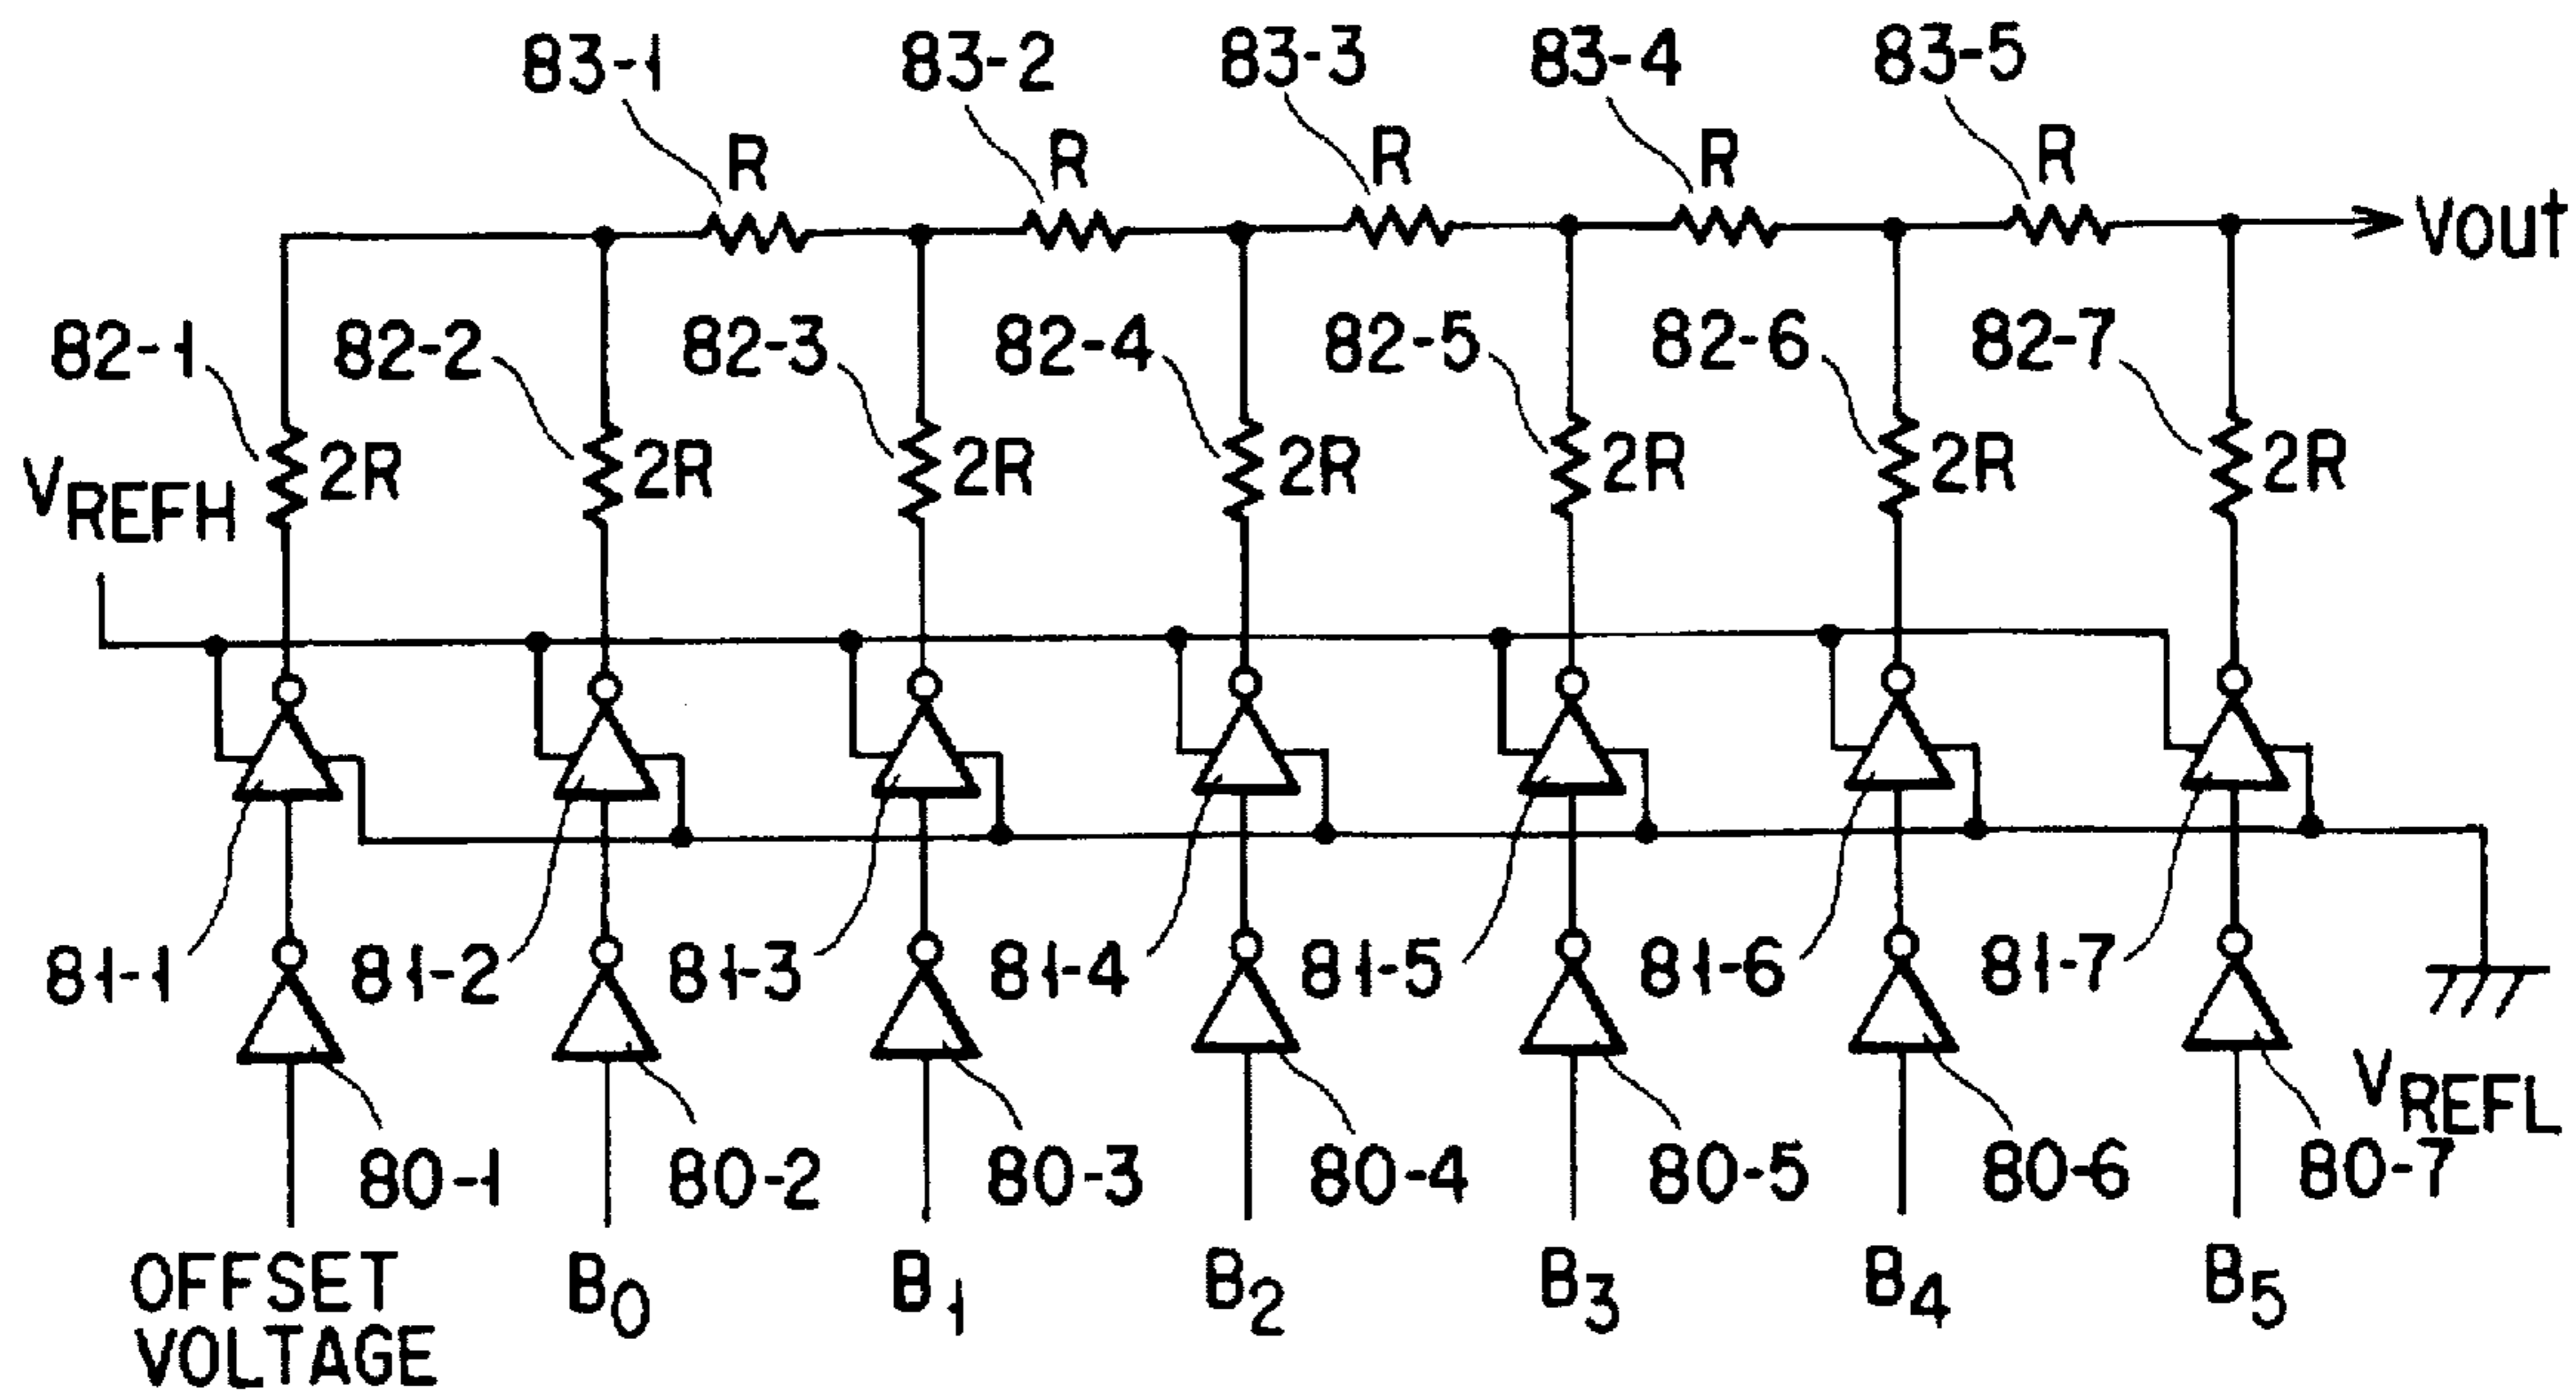 83-1 83-2 83-3 83-4 83-5
R R R R R
Vout
82-1 82-2 82-3 82-4 82-5 82-6 82-7
2R 2R 2R 2R 2R 2R 2R
VREFH
81-1 81-2 81-3 81-4 81-5 81-6 81-7
VREFL
80-1 80-2 80-3 80-4 80-5 80-6 80-7
OFFSET B0 B1 B2 B3 B4 B5
VOLTAGE